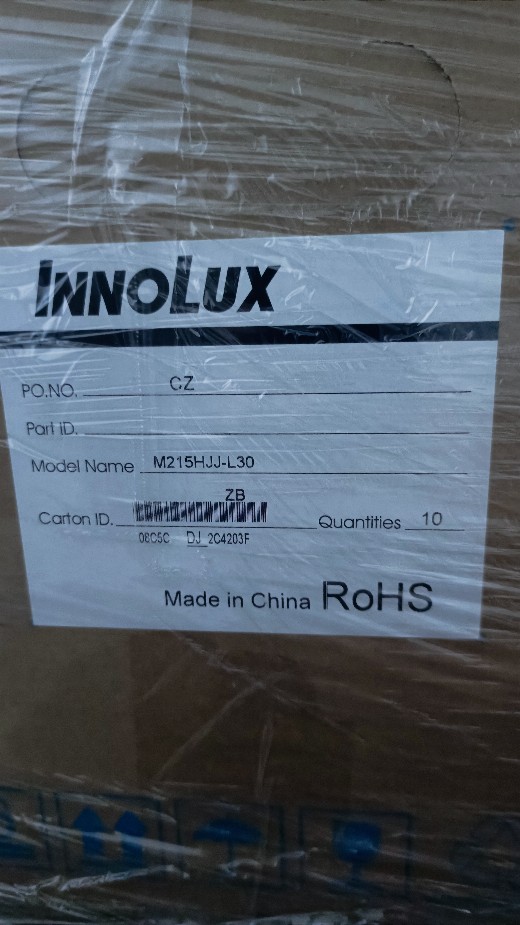 INNOLUX
PO.NO. CZ
Part ID.
Model Name M215HJJ-L30
ZB
Carton ID. Quantities 10
08C5C DJ 2C4203F
Made in China RoHS